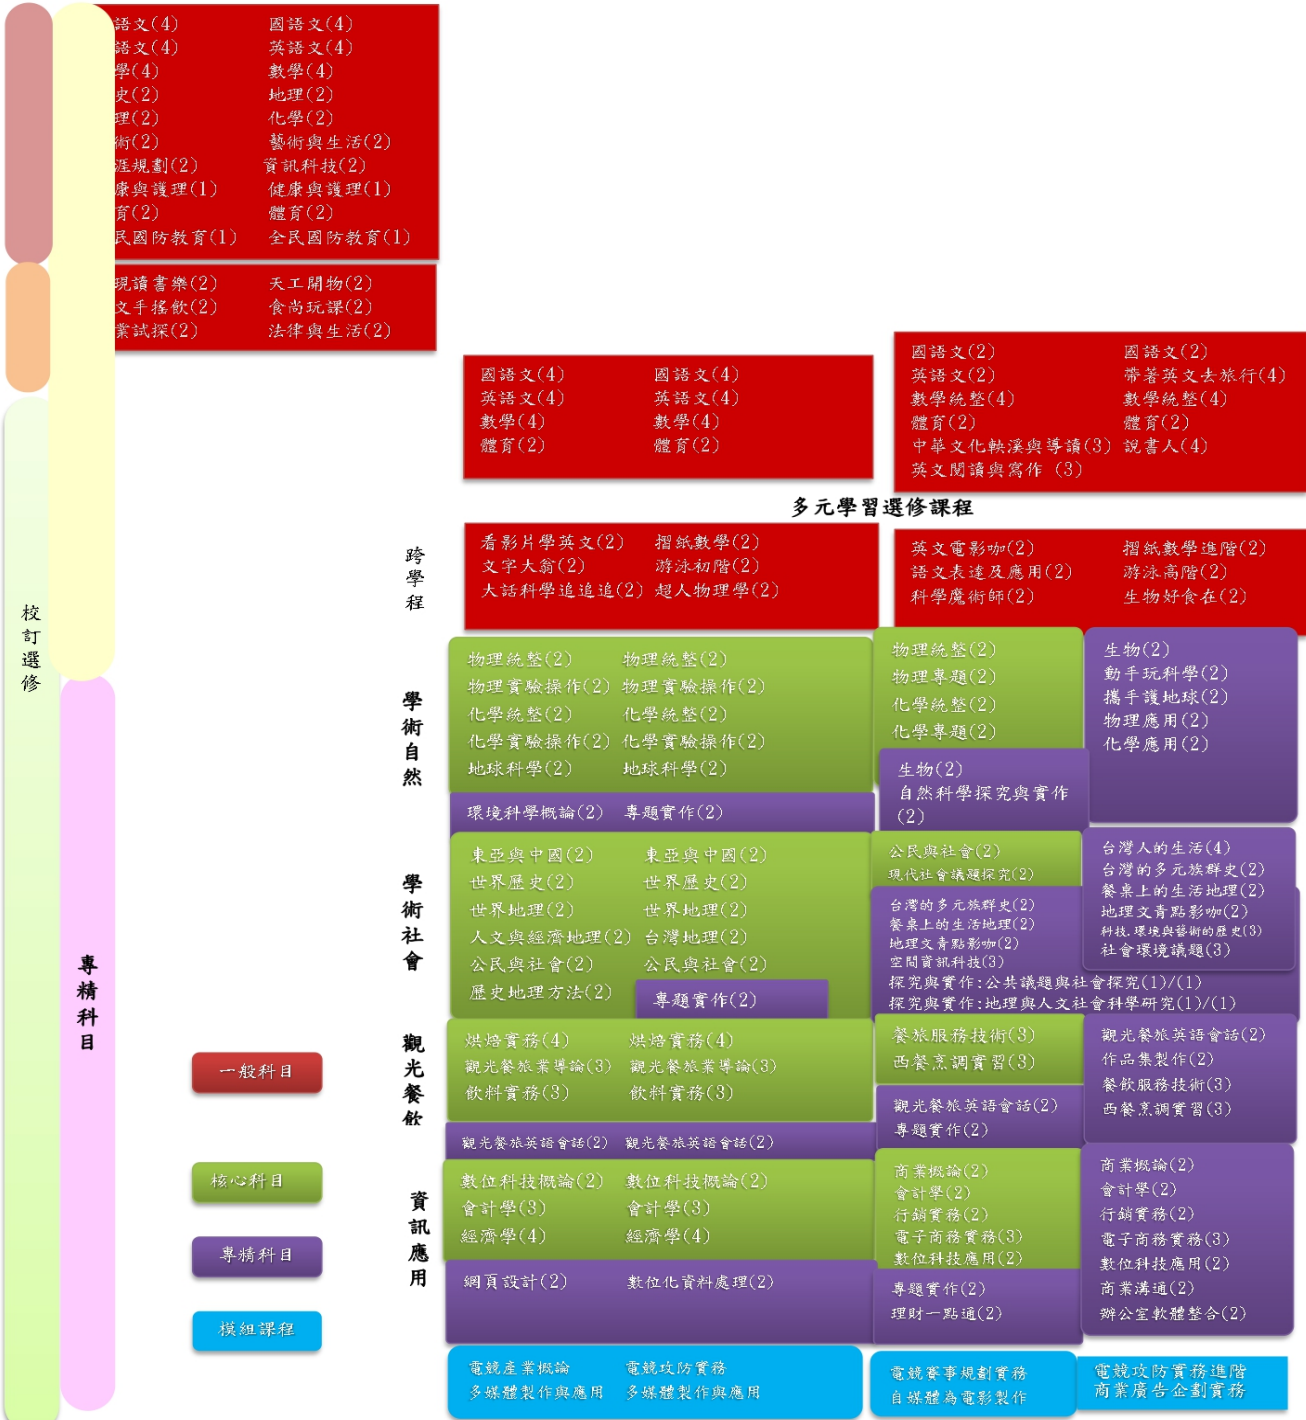 語文(4) 國語文(4)
語文(4) 英語文(4)
學(4) 數學(4)
史(2) 地理(2)
理(2) 化學(2)
術(2) 藝術與生活(2)
涯規劃(2) 資訊科技(2)
康與護理(1) 健康與護理(1)
育(2) 體育(2)
民國防教育(1) 全民國防教育(1)
現讀書樂(2) 天工開物(2)
文手搖飲(2) 食尚玩課(2)
業試探(2) 法律與生活(2)
國語文(4) 國語文(4)
英語文(4) 英語文(4)
數學(4) 數學(4)
體育(2) 體育(2)
國語文(2) 國語文(2)
英語文(2) 帶著英文去旅行(4)
數學統整(4) 數學統整(4)
體育(2) 體育(2)
中華文化軼溪與導讀(3) 說書人(4)
英文閱讀與寫作 (3)
多元學習選修課程
跨學程
看影片學英文(2) 摺紙數學(2)
文字大翁(2) 游泳初階(2)
大話科學追追追(2) 超人物理學(2)
英文電影咖(2) 摺紙數學進階(2)
語文表達及應用(2) 游泳高階(2)
科學魔術師(2) 生物好食在(2)
校訂選修
學術自然
物理統整(2) 物理統整(2)
物理實驗操作(2) 物理實驗操作(2)
化學統整(2) 化學統整(2)
化學實驗操作(2) 化學實驗操作(2)
地球科學(2) 地球科學(2)
環境科學概論(2) 專題實作(2)
物理統整(2)
物理專題(2)
化學統整(2)
化學專題(2)
生物(2)
自然科學探究與實作
(2)
生物(2)
動手玩科學(2)
攜手護地球(2)
物理應用(2)
化學應用(2)
學術社會
東亞與中國(2) 東亞與中國(2)
世界歷史(2) 世界歷史(2)
世界地理(2) 世界地理(2)
人文與經濟地理(2) 台灣地理(2)
公民與社會(2) 公民與社會(2)
歷史地理方法(2) 專題實作(2)
公民與社會(2)
現代社會議題探究(2)
台灣的多元族群史(2)
餐桌上的生活地理(2)
地理文青點影咖(2)
空間資訊科技(3)
探究與實作:公共議題與社會探究(1)/(1)
探究與實作:地理與人文社會科學研究(1)/(1)
台灣人的生活(4)
台灣的多元族群史(2)
餐桌上的生活地理(2)
地理文青點影咖(2)
科技,環境與藝術的歷史(3)
社會環境議題(3)
專精科目
觀光餐飲
烘焙實務(4) 烘焙實務(4)
觀光餐旅業導論(3) 觀光餐旅業導論(3)
飲料實務(3) 飲料實務(3)
觀光餐旅英語會話(2) 觀光餐旅英語會話(2)
餐旅服務技術(3)
西餐烹調實習(3)
觀光餐旅英語會話(2)
專題實作(2)
觀光餐旅英語會話(2)
作品集製作(2)
餐飲服務技術(3)
西餐烹調實習(3)
一般科目
核心科目
專精科目
模組課程
資訊應用
數位科技概論(2) 數位科技概論(2)
會計學(3) 會計學(3)
經濟學(4) 經濟學(4)
網頁設計(2) 數位化資料處理(2)
商業概論(2)
會計學(2)
行銷實務(2)
電子商務實務(3)
數位科技應用(2)
專題實作(2)
理財一點通(2)
商業概論(2)
會計學(2)
行銷實務(2)
電子商務實務(3)
數位科技應用(2)
商業溝通(2)
辦公室軟體整合(2)
電競產業概論 電競攻防實務
多媒體製作與應用 多媒體製作與應用
電競賽事規劃實務
自媒體為電影製作
電競攻防實務進階
商業廣告企劃實務